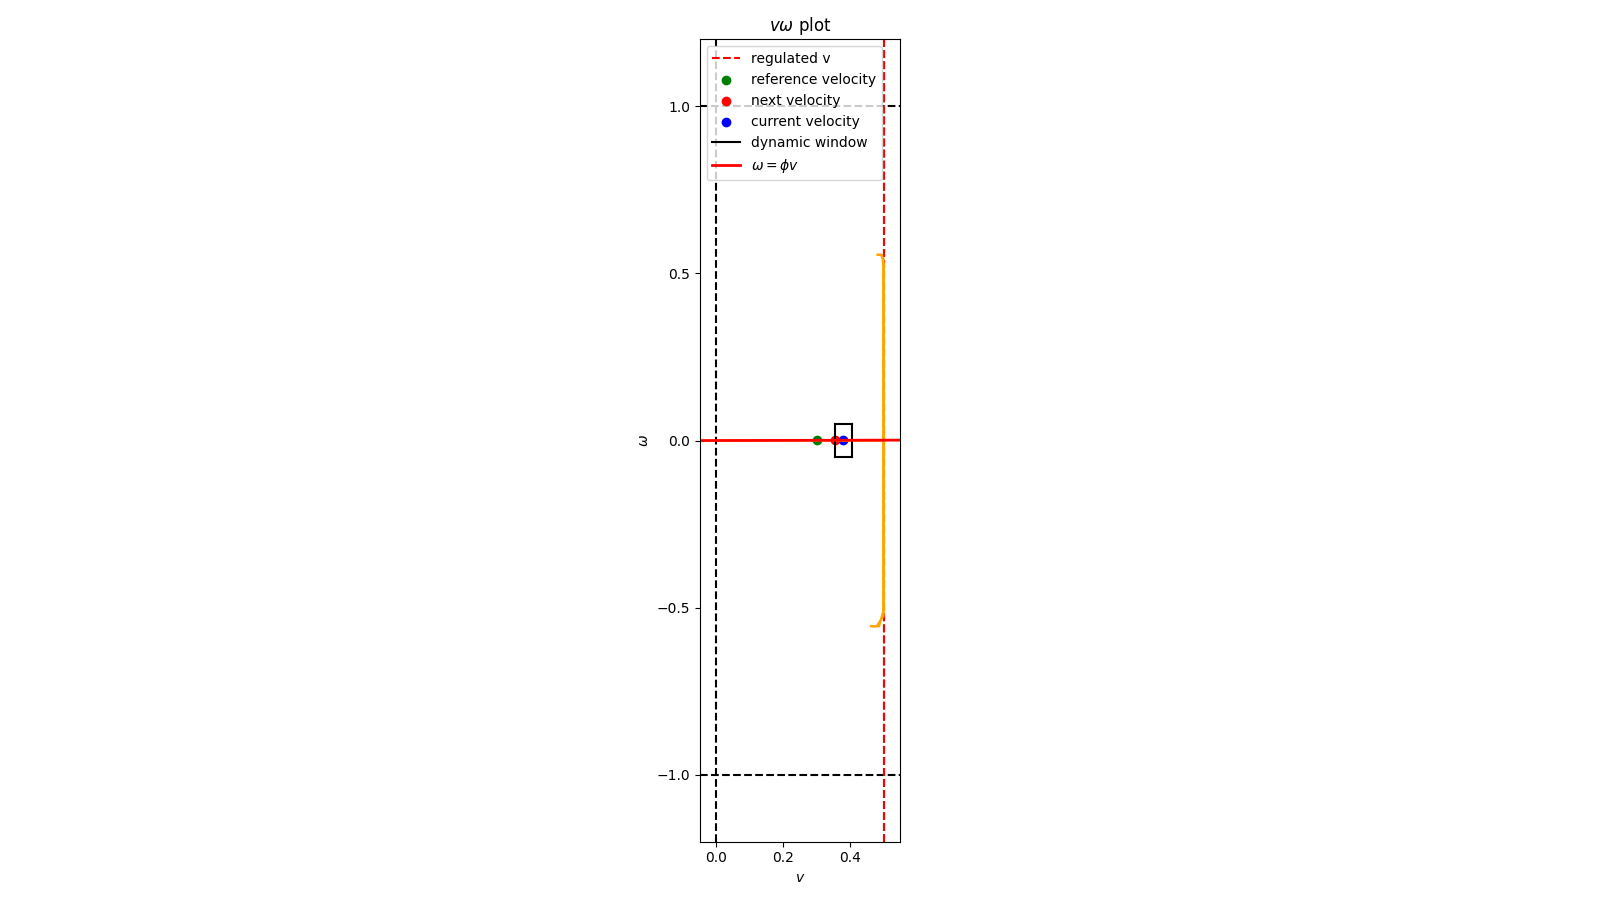 vω plot
regulated v
reference velocity
next velocity
current velocity
dynamic window
ω = ϕv
1.0
0.5
0.0
−0.5
−1.0
ω
0.0 0.2 0.4
v